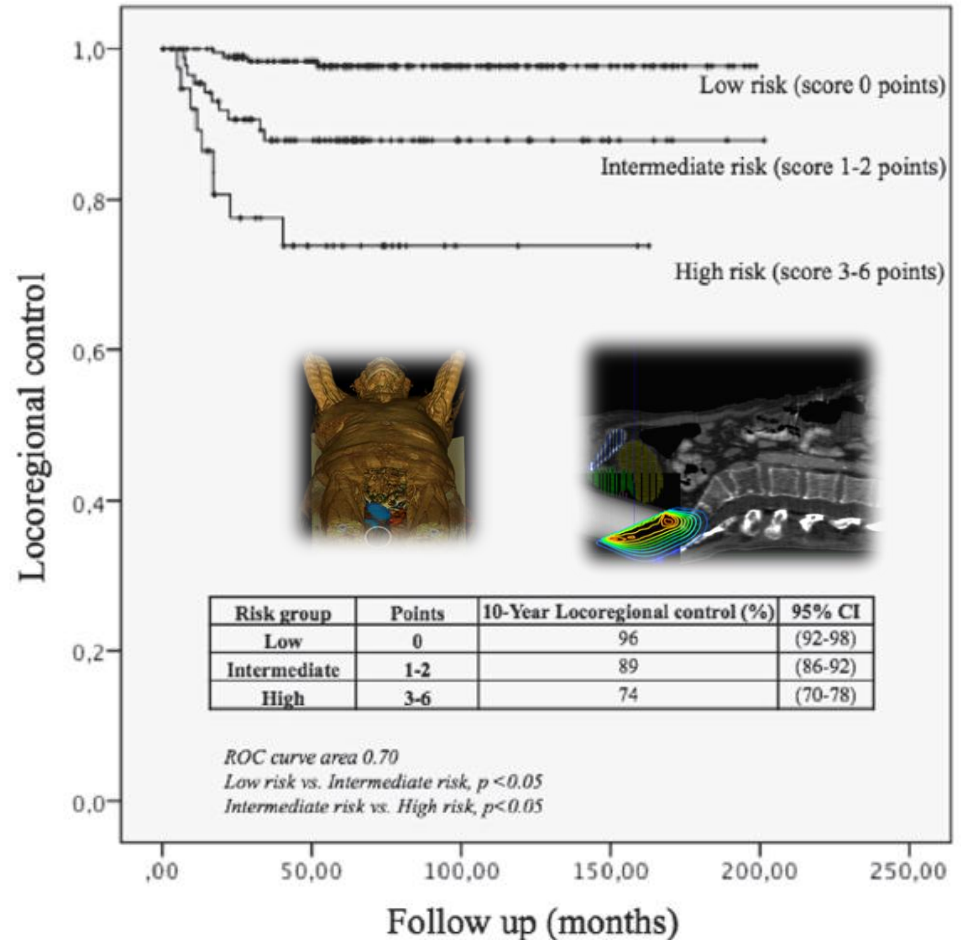 1,0
Low risk (score 0 points)
Intermediate risk (score 1-2 points)
0,8
High risk (score 3-6 points)
Locoregional control
0,6
0,4
Risk group Points 10-Year Locoregional control (%) 95% CI
Low 0 96 (92-98)
Intermediate 1-2 89 (86-92)
High 3-6 74 (70-78)
0,2
ROC curve area 0.70
Low risk vs. Intermediate risk, p <0.05
Intermediate risk vs. High risk, p<0.05
0,0
,00 50,00 100,00 150,00 200,00 250,00
Follow up (months)